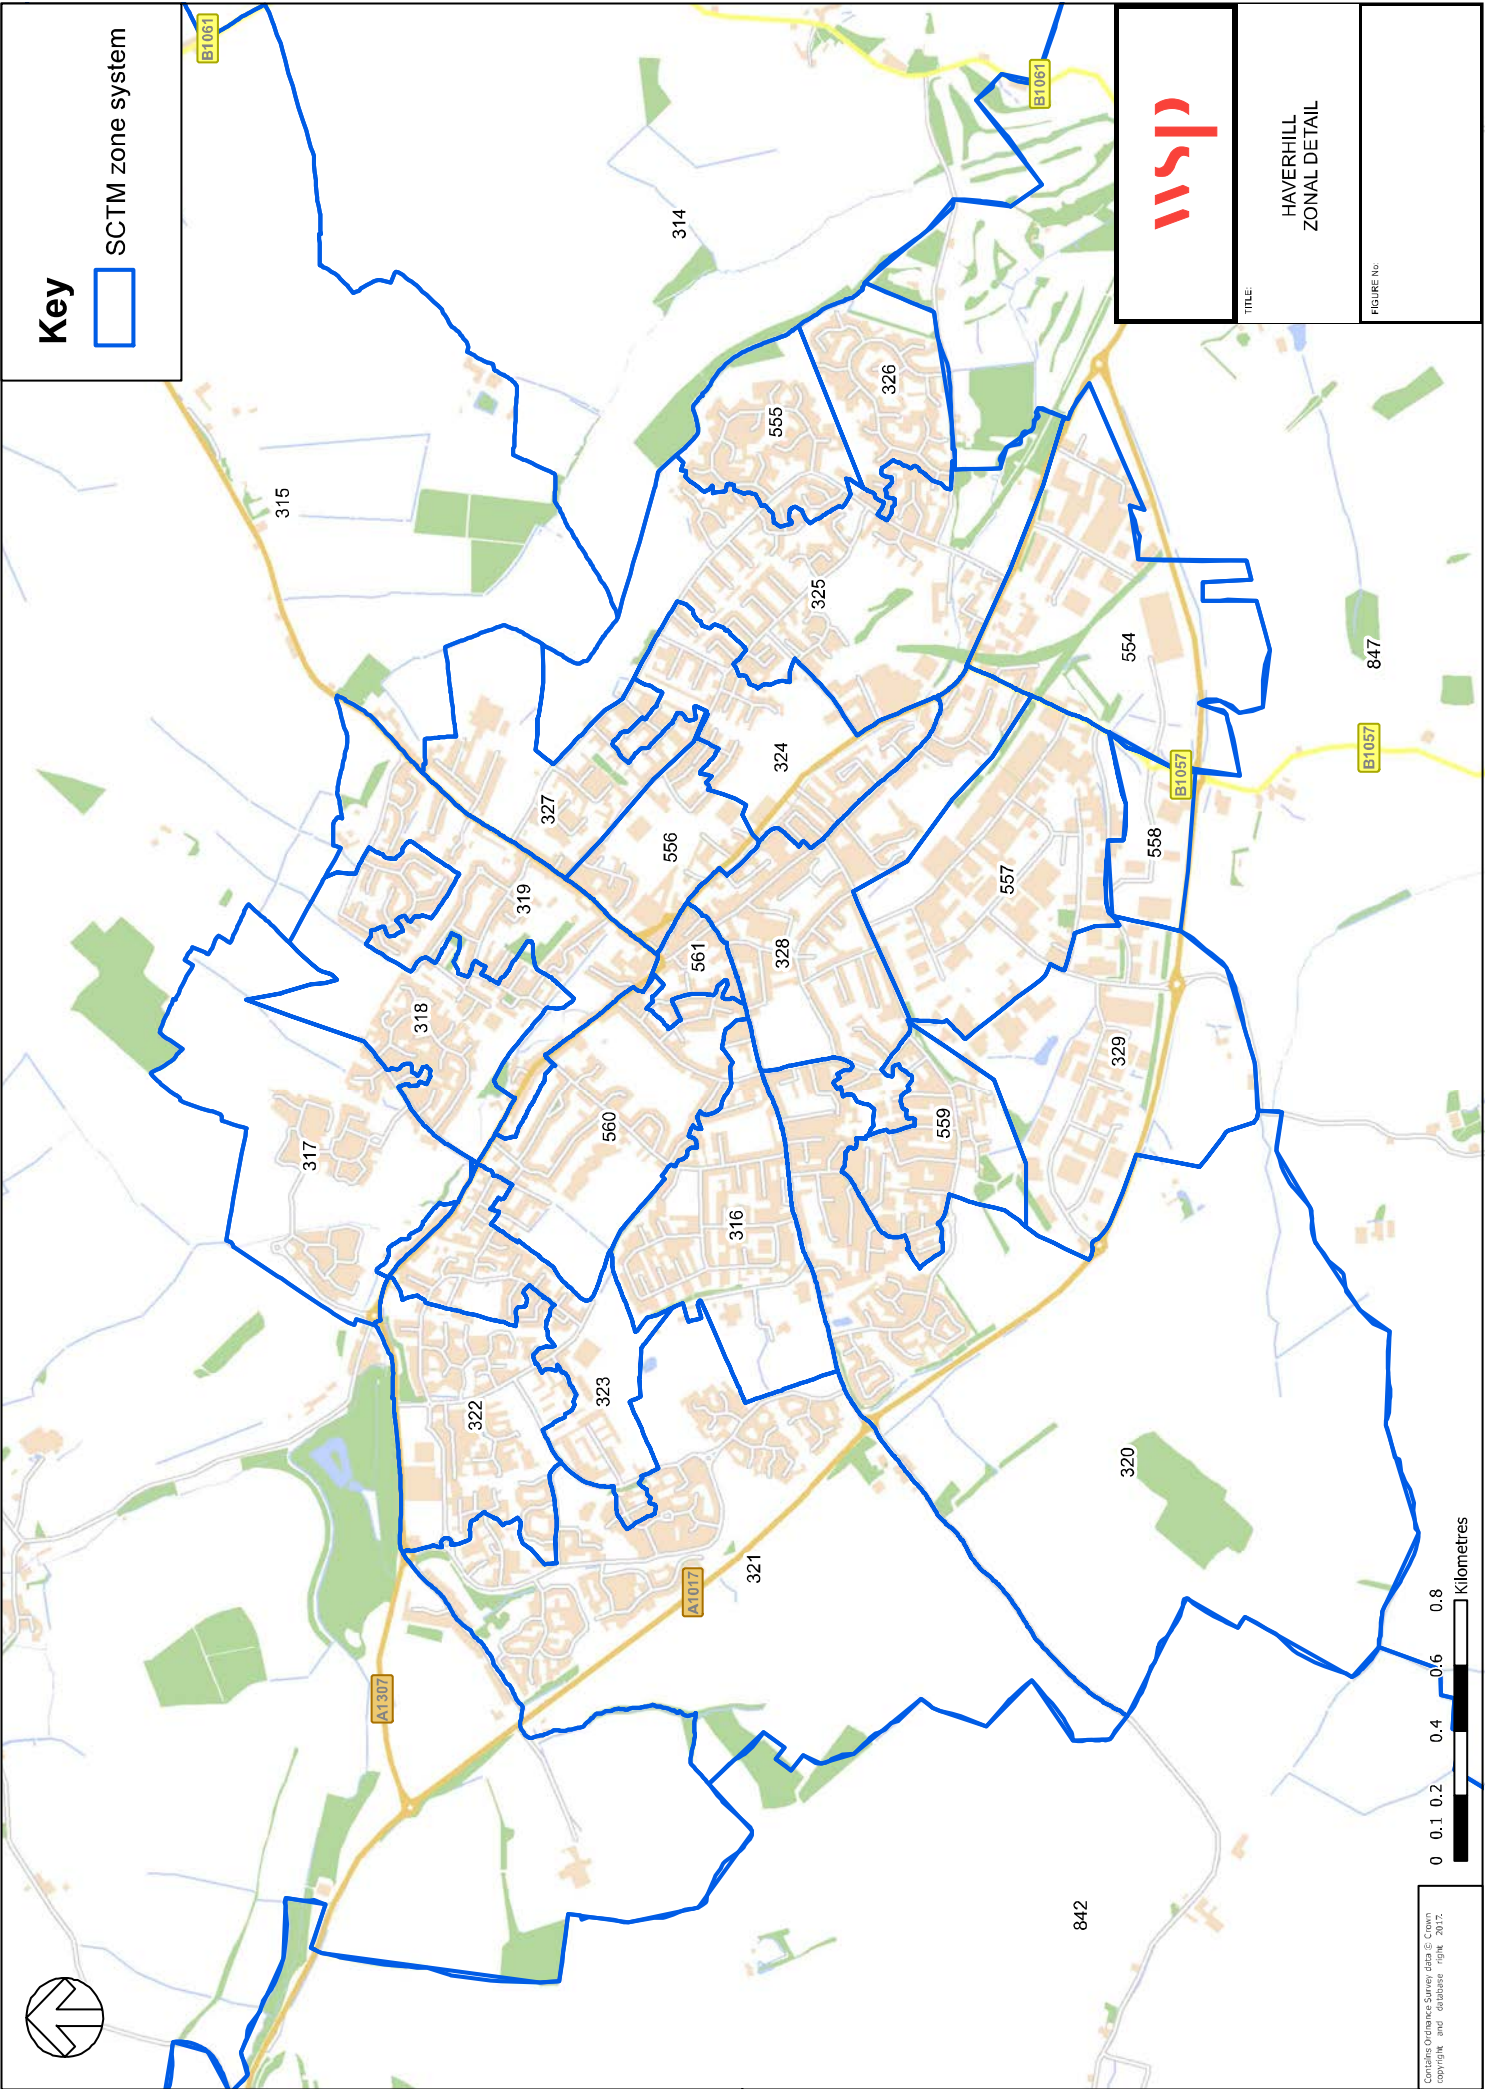 Key
SCTM zone system
B1061
B1061
314
315
326
555
325
554
847
324
327
B1057
B1057
556
558
319
557
561
328
318
329
560
559
317
316
323
322
320
321
A1017
A1307
842
wsp
TITLE:
HAVERHILL
ZONAL DETAIL
FIGURE No:
0 0.1 0.2 0.4 0.6 0.8
Kilometres
Contains Ordnance Survey data © Crown
copyright and database right 2017.